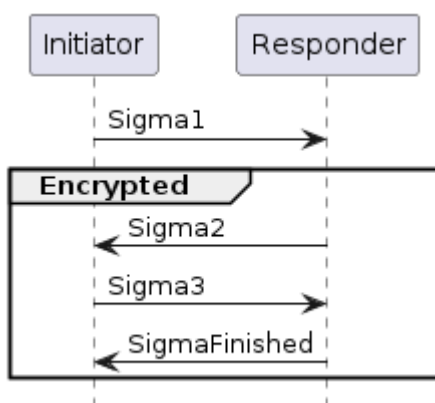 Initiator Responder
Sigma1
Encrypted
Sigma2
Sigma3
SigmaFinished